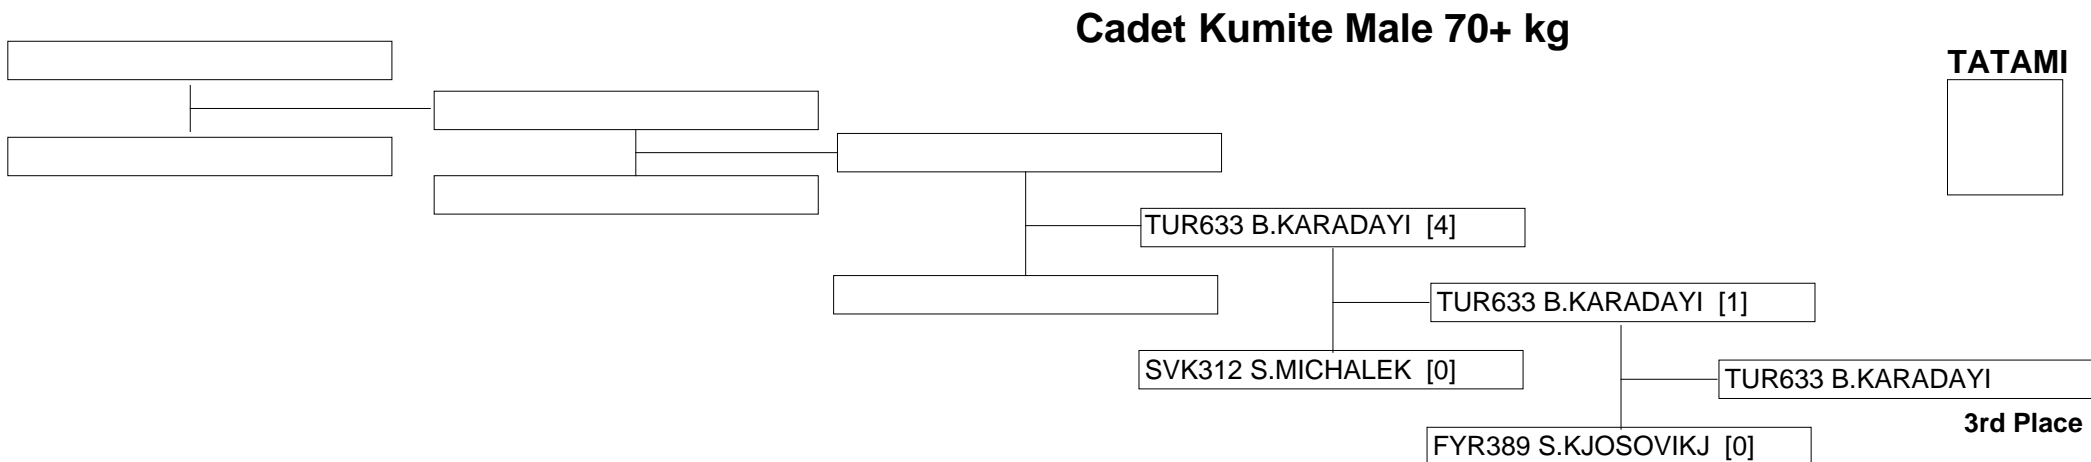 Cadet Kumite Male 70+ kg
TATAMI
TUR633 B.KARADAYI [4]
TUR633 B.KARADAYI [1]
SVK312 S.MICHALEK [0]
TUR633 B.KARADAYI
3rd Place
FYR389 S.KJOSOVIKJ [0]